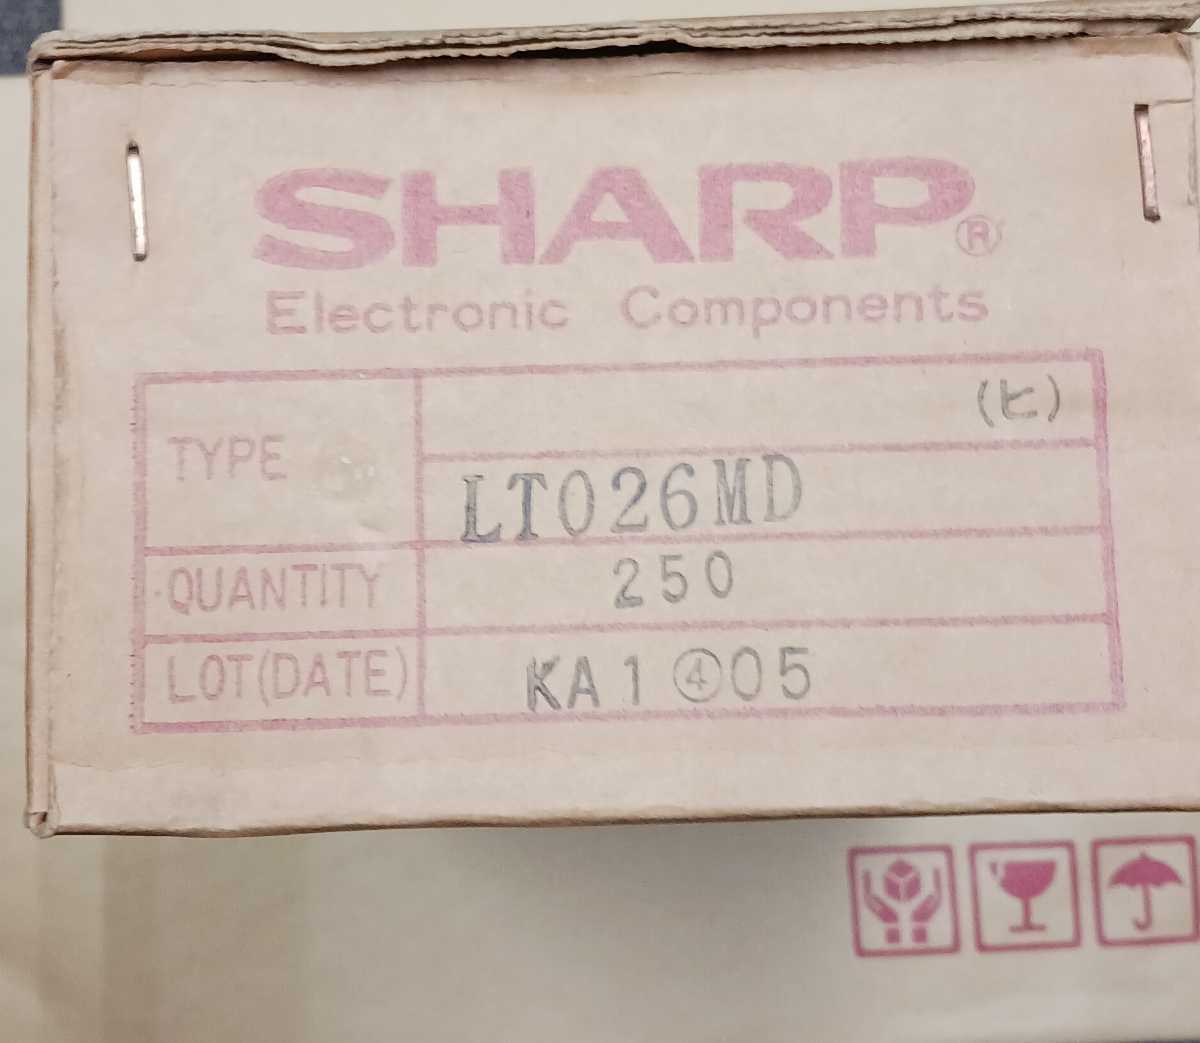 SHARP®
Electronic Components
TYPE
(ヒ)
LT026MD
QUANTITY 250
LOT(DATE) KA1④05